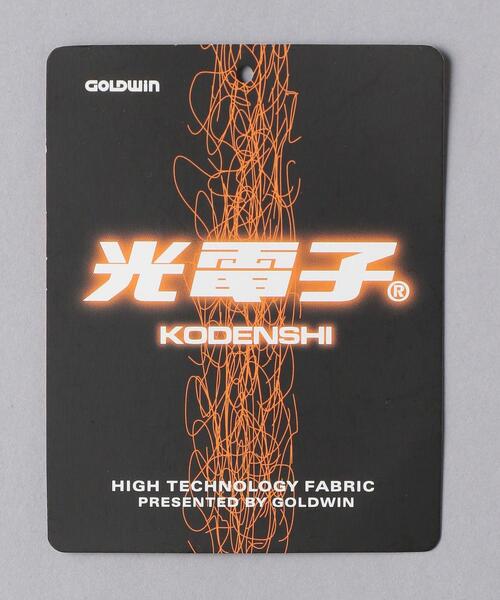 GOLDWIN
光電子®
KODENSHI
HIGH TECHNOLOGY FABRIC
PRESENTED BY GOLDWIN